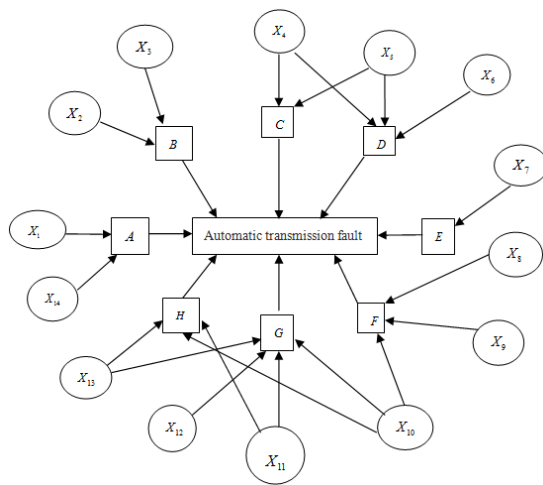 X₃
X₄
X₅
X₆
X₂
B
C
D
X₇
X₁
A
Automatic transmission fault
E
X₈
X₁₄
H
G
F
X₉
X₁₃
X₁₂
X₁₁
X₁₀